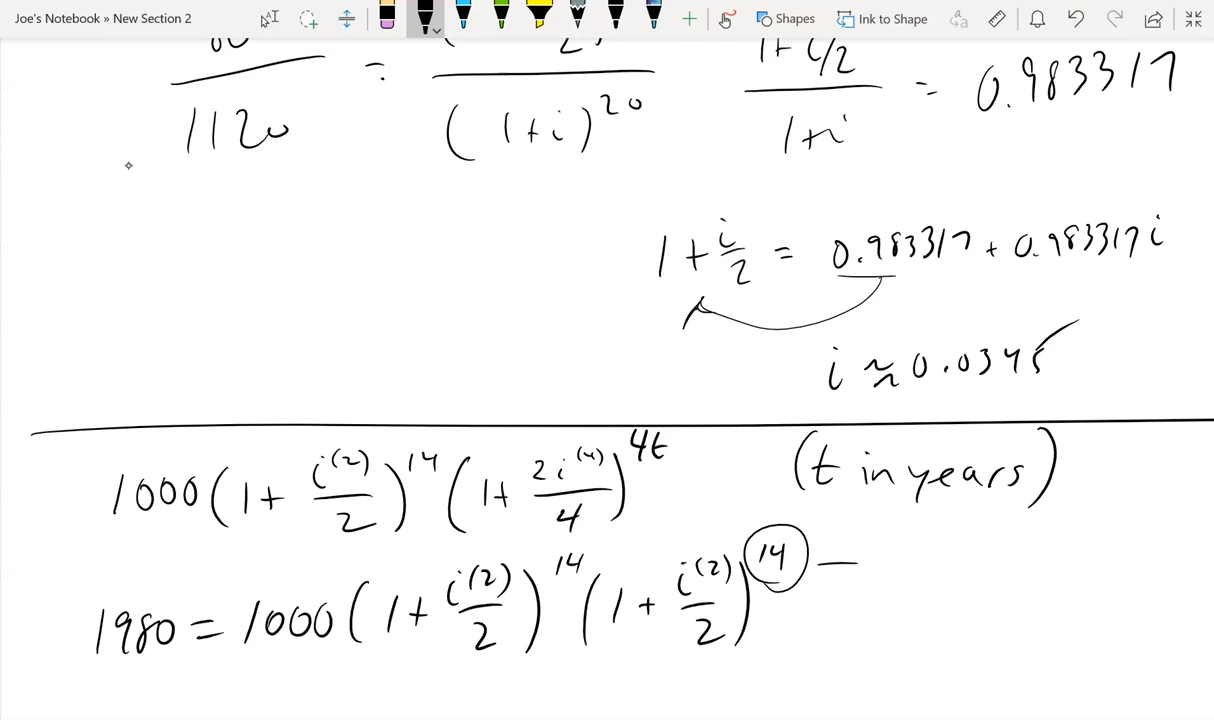 Joe's Notebook » New Section 2
Shapes Ink to Shape
1120 = (1+i)^20
1+i/2 / 1+i = 0.983317
1 + i/2 = 0.983317 + 0.983317i
i ≈ 0.0345
1000(1 + i^(2)/2)^14 (1 + 2i^(4)/4)^4t (t in years)
1980 = 1000(1 + i^(2)/2)^14 (1 + i^(2)/2)^14 —